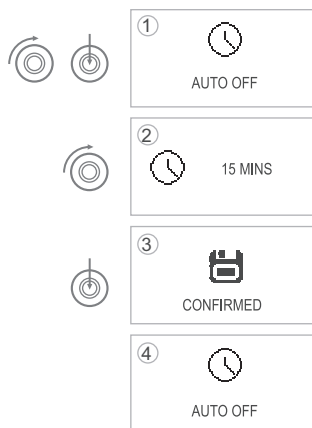 1
AUTO OFF
2
15 MINS
3
CONFIRMED
4
AUTO OFF